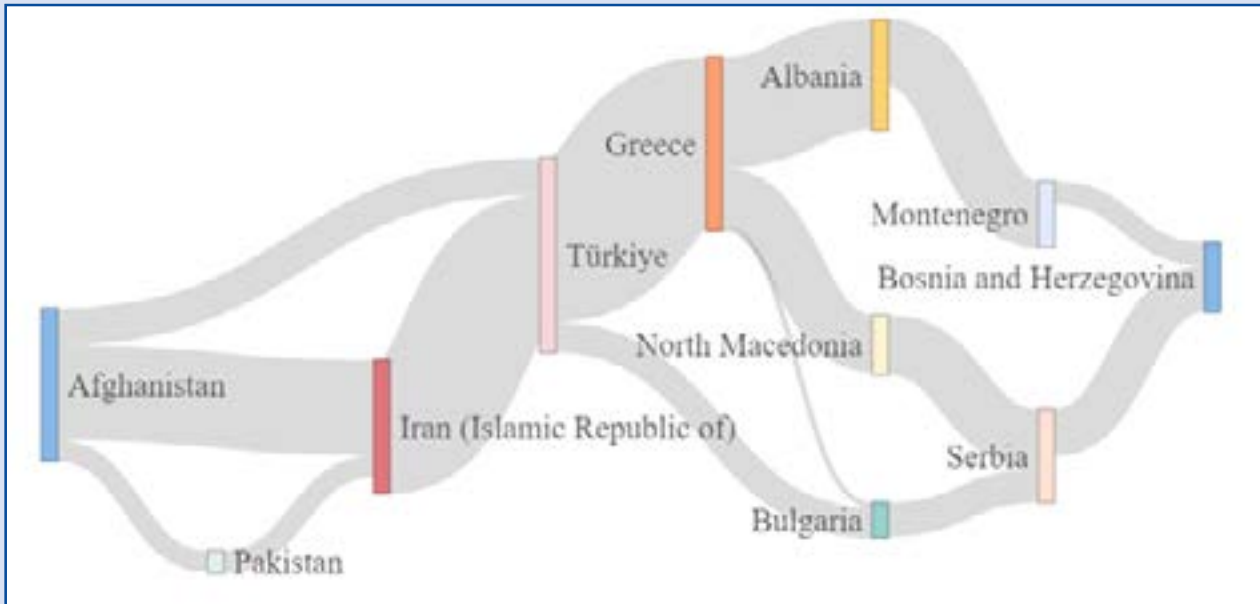 Albania
Greece
Montenegro
Türkiye
Bosnia and Herzegovina
North Macedonia
Afghanistan
Iran (Islamic Republic of)
Serbia
Bulgaria
Pakistan